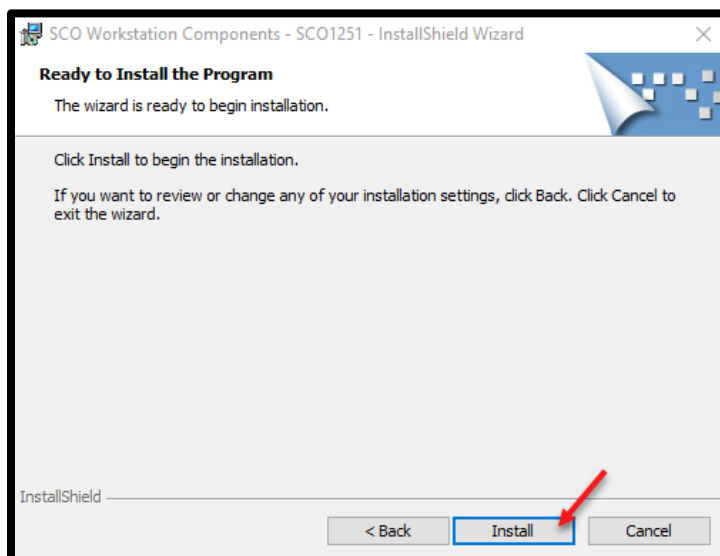 SCO Workstation Components - SCO1251 - InstallShield Wizard
Ready to Install the Program
The wizard is ready to begin installation.
Click Install to begin the installation.
If you want to review or change any of your installation settings, click Back. Click Cancel to
exit the wizard.
InstallShield
< Back
Install
Cancel